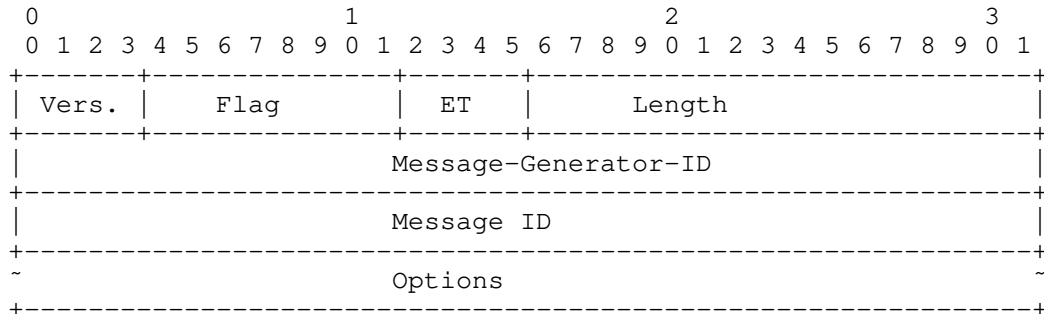 0                   1                   2                   3
0 1 2 3 4 5 6 7 8 9 0 1 2 3 4 5 6 7 8 9 0 1 2 3 4 5 6 7 8 9 0 1
+-------+---------------+-------+-------------------------------+
| Vers. |    Flag       |  ET   |      Length                   |
+-------+---------------+-------+-------------------------------+
|                       Message-Generator-ID                    |
+---------------------------------------------------------------+
|                       Message ID                              |
+---------------------------------------------------------------+
~                       Options                                 ~
+---------------------------------------------------------------+